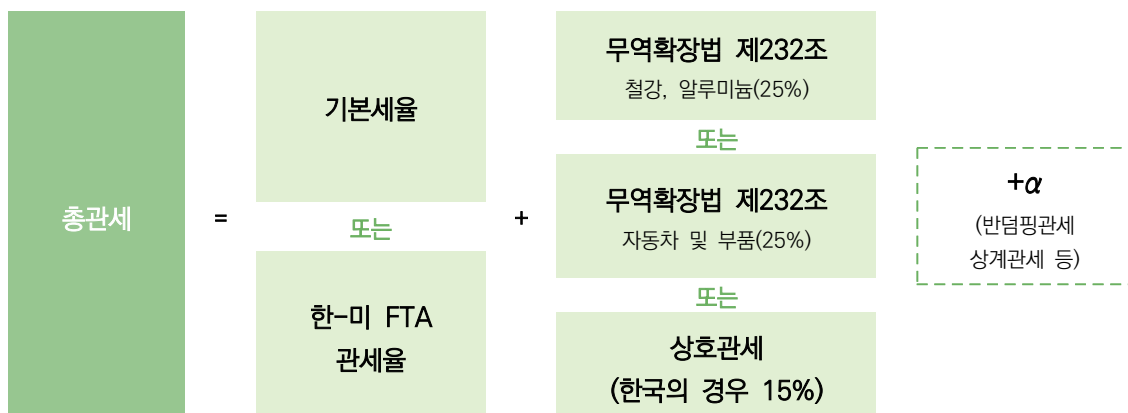 총관세
=
기본세율
또는
한-미 FTA
관세율
+
무역확장법 제232조
철강, 알루미늄(25%)
또는
무역확장법 제232조
자동차 및 부품(25%)
또는
상호관세
(한국의 경우 15%)
+α
(반덤핑관세
상계관세 등)